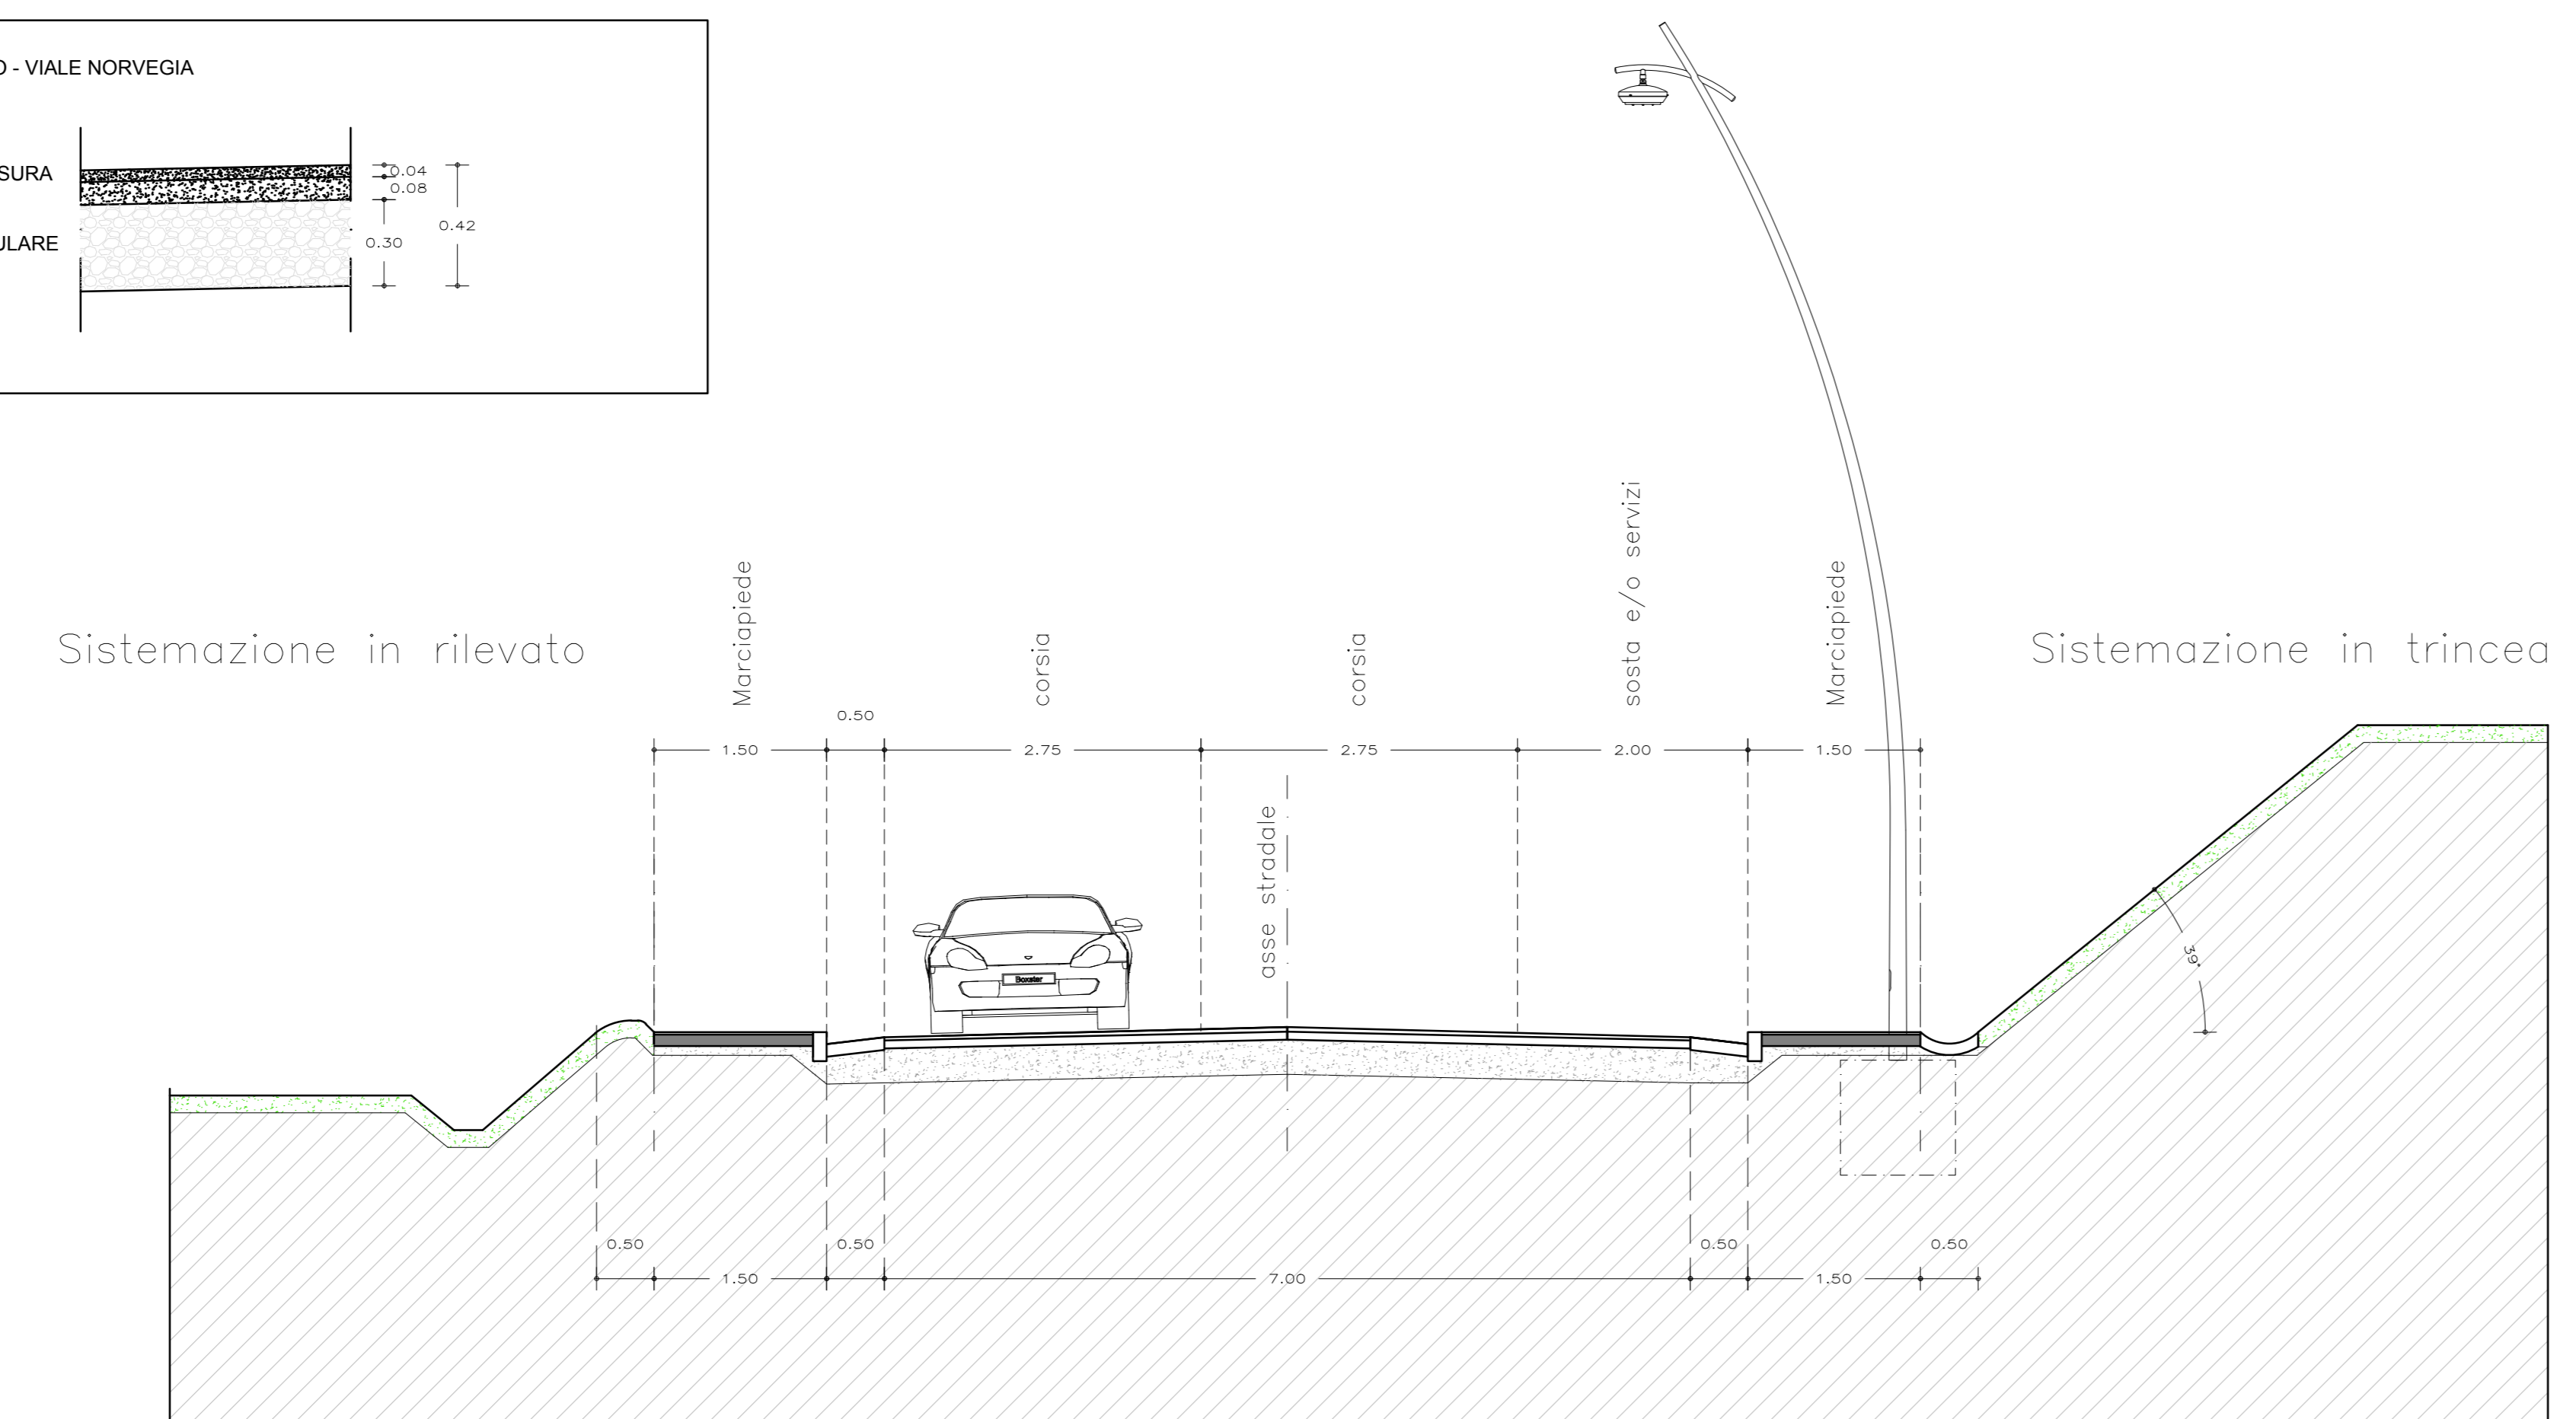 O - VIALE NORVEGIA
SURA
0.04
0.08
ULARE
0.30
0.42
Sistemazione in rilevato
Marciapiede
corsia
corsia
sosta e/o servizi
Marciapiede
Sistemazione in trincea
0.50
1.50
2.75
2.75
2.00
1.50
asse stradale
Boxster
39°
0.50
0.50
0.50
0.50
1.50
7.00
1.50